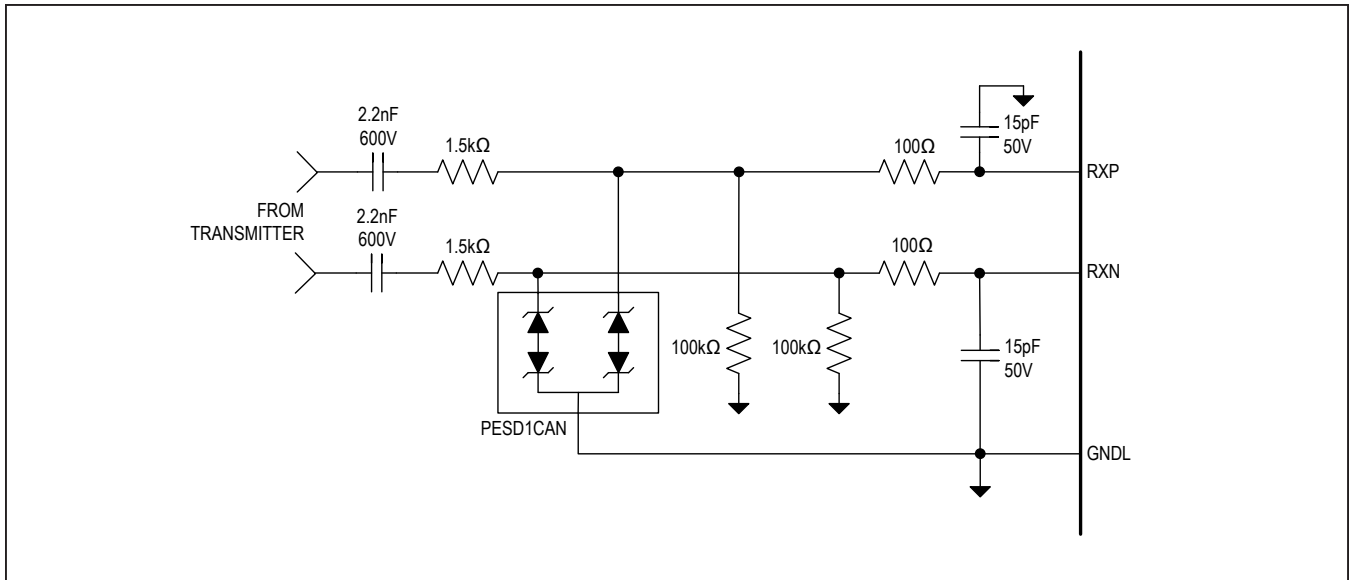 2.2nF
600V
1.5kΩ
100Ω
15pF
50V
RXP
FROM
TRANSMITTER
2.2nF
600V
1.5kΩ
100Ω
RXN
100kΩ
100kΩ
15pF
50V
PESD1CAN
GNDL